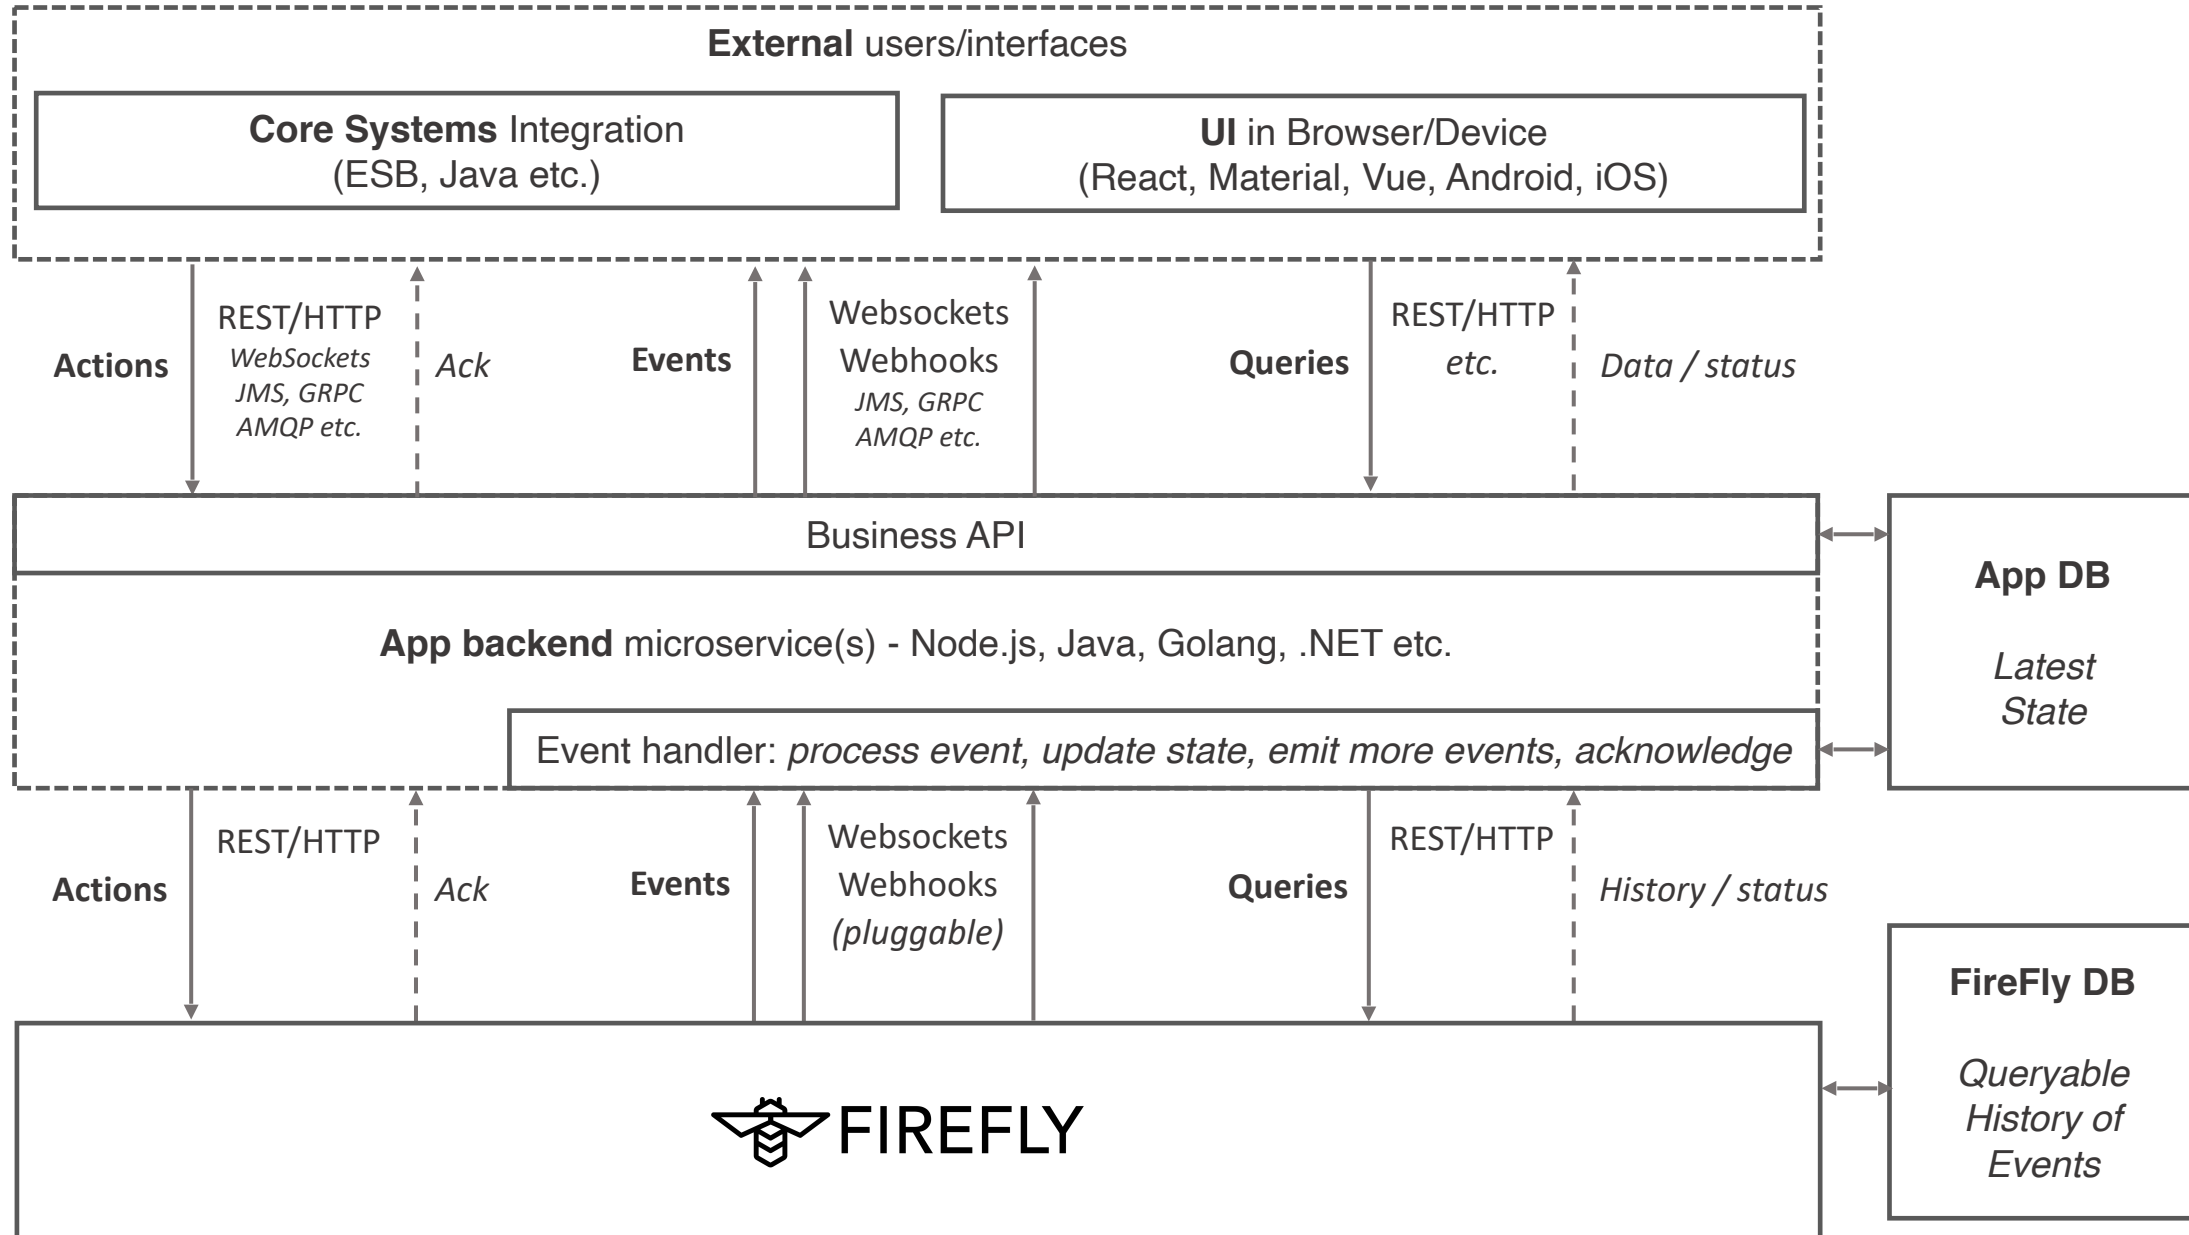 External users/interfaces
Core Systems Integration
(ESB, Java etc.)
UI in Browser/Device
(React, Material, Vue, Android, iOS)
Actions
REST/HTTP
WebSockets
JMS, GRPC
AMQP etc.
Ack
Events
Websockets
Webhooks
JMS, GRPC
AMQP etc.
Queries
REST/HTTP
etc.
Data / status
Business API
App backend microservice(s) - Node.js, Java, Golang, .NET etc.
Event handler: process event, update state, emit more events, acknowledge
App DB
Latest
State
Actions
REST/HTTP
Ack
Events
Websockets
Webhooks
(pluggable)
Queries
REST/HTTP
History / status
FIREFLY
FireFly DB
Queryable
History of
Events